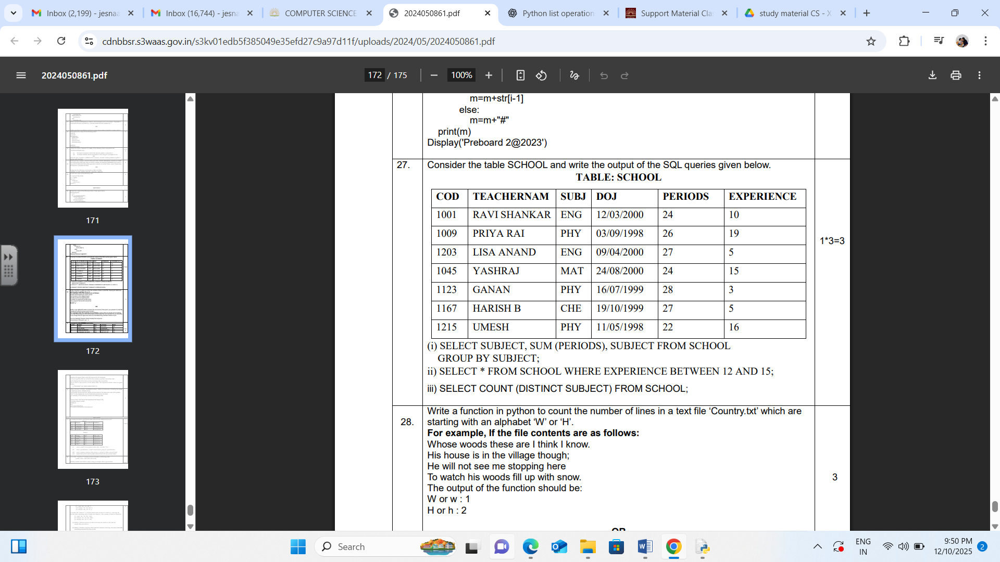 Inbox (2,199) - jesnaa
Inbox (16,744) - jesna
COMPUTER SCIENCE
2024050861.pdf
Python list operation
Support Material Cla
study material CS - X
cdnbbsr.s3waas.gov.in/s3kv01edb5f385049e35efd27c9a97d11f/uploads/2024/05/2024050861.pdf
2024050861.pdf
172 / 175
100%
171
172
173
m=m+str[i-1]
else:
m=m+"#"
print(m)
Display('Preboard 2@2023')
27.
Consider the table SCHOOL and write the output of the SQL queries given below.
TABLE: SCHOOL
COD TEACHERNAM SUBJ DOJ PERIODS EXPERIENCE
1001 RAVI SHANKAR ENG 12/03/2000 24 10
1009 PRIYA RAI PHY 03/09/1998 26 19
1203 LISA ANAND ENG 09/04/2000 27 5
1045 YASHRAJ MAT 24/08/2000 24 15
1123 GANAN PHY 16/07/1999 28 3
1167 HARISH B CHE 19/10/1999 27 5
1215 UMESH PHY 11/05/1998 22 16
1*3=3
(i) SELECT SUBJECT, SUM (PERIODS), SUBJECT FROM SCHOOL
GROUP BY SUBJECT;
ii) SELECT * FROM SCHOOL WHERE EXPERIENCE BETWEEN 12 AND 15;
iii) SELECT COUNT (DISTINCT SUBJECT) FROM SCHOOL;
28.
Write a function in python to count the number of lines in a text file ‘Country.txt’ which are
starting with an alphabet ‘W’ or ‘H’.
For example, If the file contents are as follows:
Whose woods these are I think I know.
His house is in the village though;
He will not see me stopping here
To watch his woods fill up with snow.
The output of the function should be:
W or w : 1
H or h : 2
3
OR
Search
ENG
IN
9:50 PM
12/10/2025
2